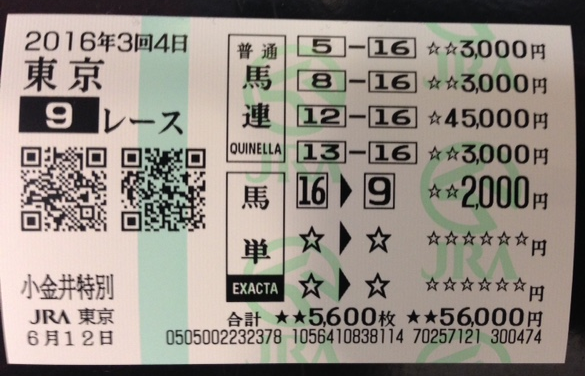 2016年3回4日
東京
9レース
小金井特別
JRA 東京
6月12日
普通
馬連
QUINELLA
5-16 ☆☆3,000円
8-16 ☆☆3,000円
12-16 ☆45,000円
13-16 ☆☆3,000円
馬単
EXACTA
16▶9 ☆☆2,000円
☆▶☆ ☆☆☆☆☆☆円
☆▶☆ ☆☆☆☆☆☆円
合計 ★★5,600枚 ★★56,000円
0505002232378 1056410838114 70257121 300474
JRA
JRA
JRA